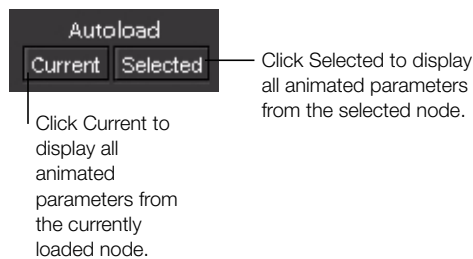 Autoload
Current Selected
Click Selected to display
all animated parameters
from the selected node.
Click Current to
display all
animated
parameters from
the currently
loaded node.